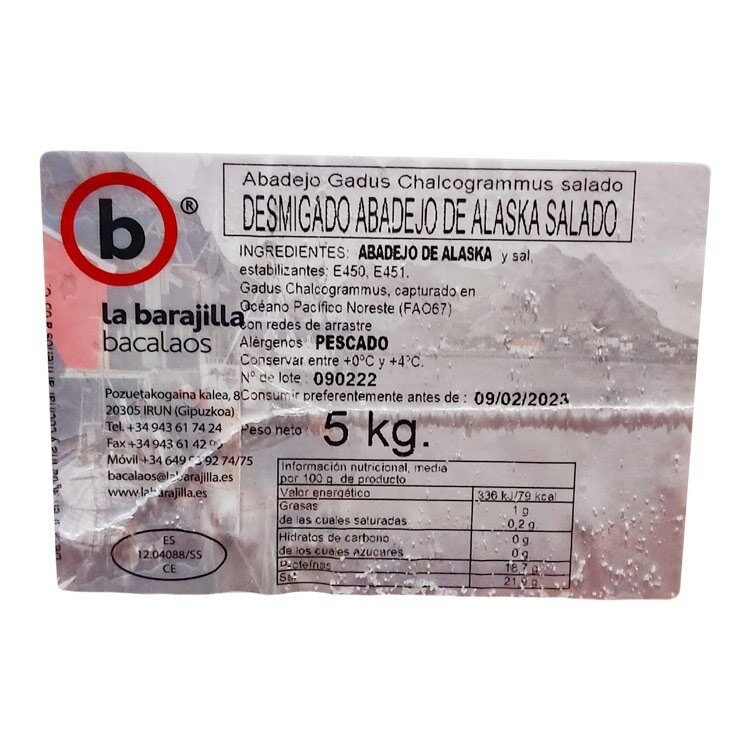 b®
la barajilla
bacalaos
Pozuetakogaina kalea, 8
20305 IRUN (Gipuzkoa)
Tel. +34 943 61 74 24
Fax +34 943 61 42
Móvil +34 649 92 74/75
bacalaos@labarajilla.es
www.labarajilla.es
ES
12.04088/SS
CE
Abadejo Gadus Chalcogrammus salado
DESMIGADO ABADEJO DE ALASKA SALADO
INGREDIENTES: ABADEJO DE ALASKA y sal,
estabilizantes: E450, E451.
Gadus Chalcogrammus, capturado en
Océano Pacífico Noreste (FAO67)
con redes de arrastre
Alérgenos PESCADO
Conservar entre +0ºC y +4ºC.
Nº de lote : 090222
Consumir preferentemente antes de : 09/02/2023
Peso neto : 5 kg.
Información nutricional, media
por 100 g. de producto
Valor energético 336 kJ/79 kcal
Grasas 1 g
de las cuales saturadas 0,2 g
Hidratos de carbono 0 g
de los cuales azúcares 0 g
Proteínas 18,7 g
Sal 21,9 g